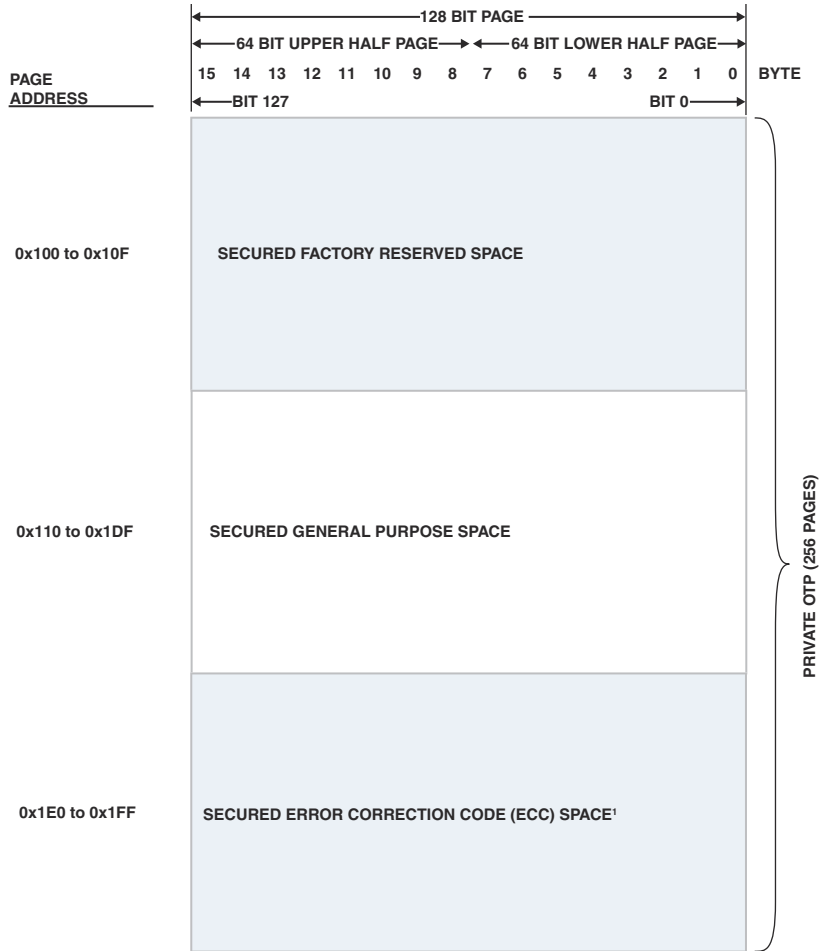 128 BIT PAGE
64 BIT UPPER HALF PAGE 64 BIT LOWER HALF PAGE
PAGE ADDRESS
15 14 13 12 11 10 9 8 7 6 5 4 3 2 1 0 BYTE
BIT 127 BIT 0
0x100 to 0x10F SECURED FACTORY RESERVED SPACE
0x110 to 0x1DF SECURED GENERAL PURPOSE SPACE
0x1E0 to 0x1FF SECURED ERROR CORRECTION CODE (ECC) SPACE¹
PRIVATE OTP (256 PAGES)